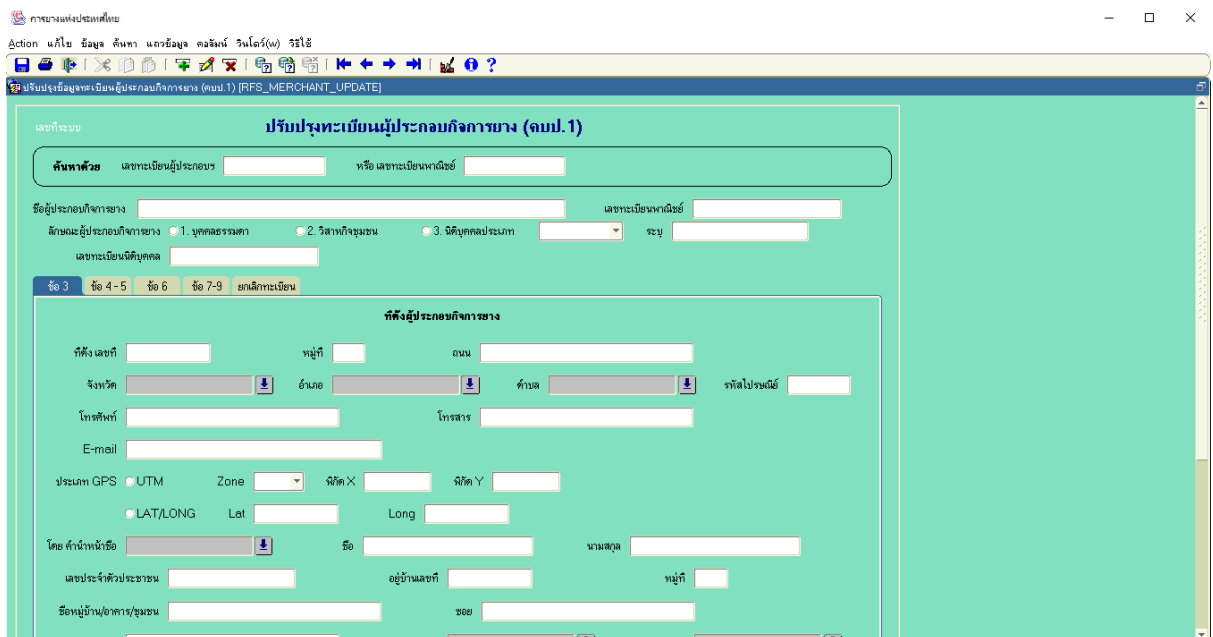 การยางแห่งประเทศไทย
Action แก้ไข ข้อมูล ค้นหา แถวข้อมูล คอลัมน์ วินโดว์(w) วิธีใช้
ปรับปรุงข้อมูลทะเบียนผู้ประกอบกิจการยาง (คบป.1) [RFS_MERCHANT_UPDATE]
เลขที่ระบบ ปรับปรุงทะเบียนผู้ประกอบกิจการยาง (คบป.1)
ค้นหาด้วย เลขทะเบียนผู้ประกอบฯ หรือ เลขทะเบียนพาณิชย์
ชื่อผู้ประกอบกิจการยาง เลขทะเบียนพาณิชย์
ลักษณะผู้ประกอบกิจการยาง 1. บุคคลธรรมดา 2. วิสาหกิจชุมชน 3. นิติบุคคลประเภท ระบุ
เลขทะเบียนนิติบุคคล
ข้อ 3 ข้อ 4 - 5 ข้อ 6 ข้อ 7-9 ยกเลิกทะเบียน
ที่ตั้งผู้ประกอบกิจการยาง
ที่ตั้ง เลขที่ หมู่ที่ ถนน
จังหวัด อำเภอ ตำบล รหัสไปรษณีย์
โทรศัพท์ โทรสาร
E-mail
ประเภท GPS UTM Zone พิกัด X พิกัด Y
LAT/LONG Lat Long
โดย คำนำหน้าชื่อ ชื่อ นามสกุล
เลขประจำตัวประชาชน อยู่บ้านเลขที่ หมู่ที่
ชื่อหมู่บ้าน/อาคาร/ชุมชน ซอย